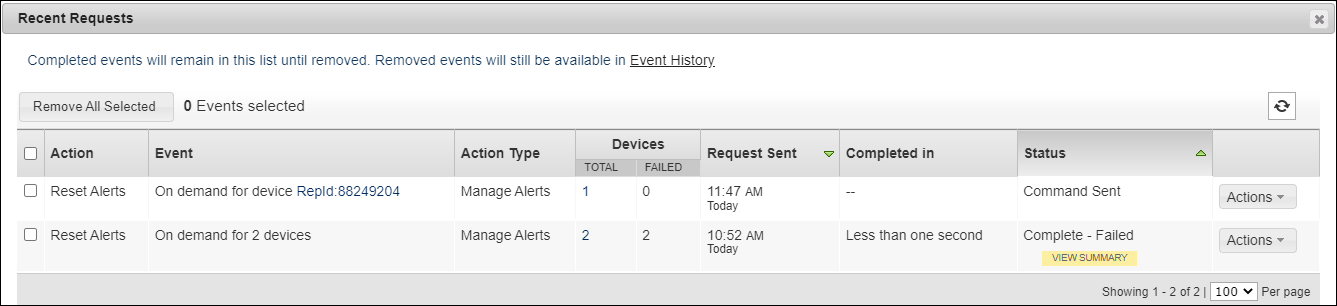 Recent Requests
Completed events will remain in this list until removed. Removed events will still be available in Event History
Remove All Selected 0 Events selected
Action Event Action Type Devices Request Sent Completed in Status
TOTAL FAILED
Reset Alerts On demand for device RepId:88249204 Manage Alerts 1 0 11:47 AM -- Command Sent Actions
Today
Reset Alerts On demand for 2 devices Manage Alerts 2 2 10:52 AM Less than one second Complete - Failed Actions
Today
VIEW SUMMARY
Showing 1 - 2 of 2 | 100 Per page